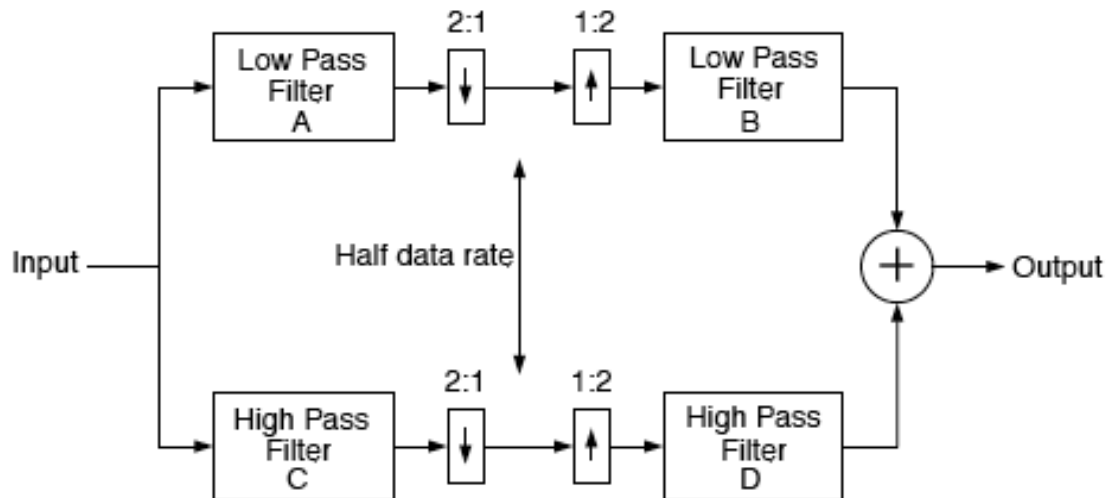 2:1
1:2
Low Pass
Filter
A
Low Pass
Filter
B
Input
Half data rate
+
Output
2:1
1:2
High Pass
Filter
C
High Pass
Filter
D